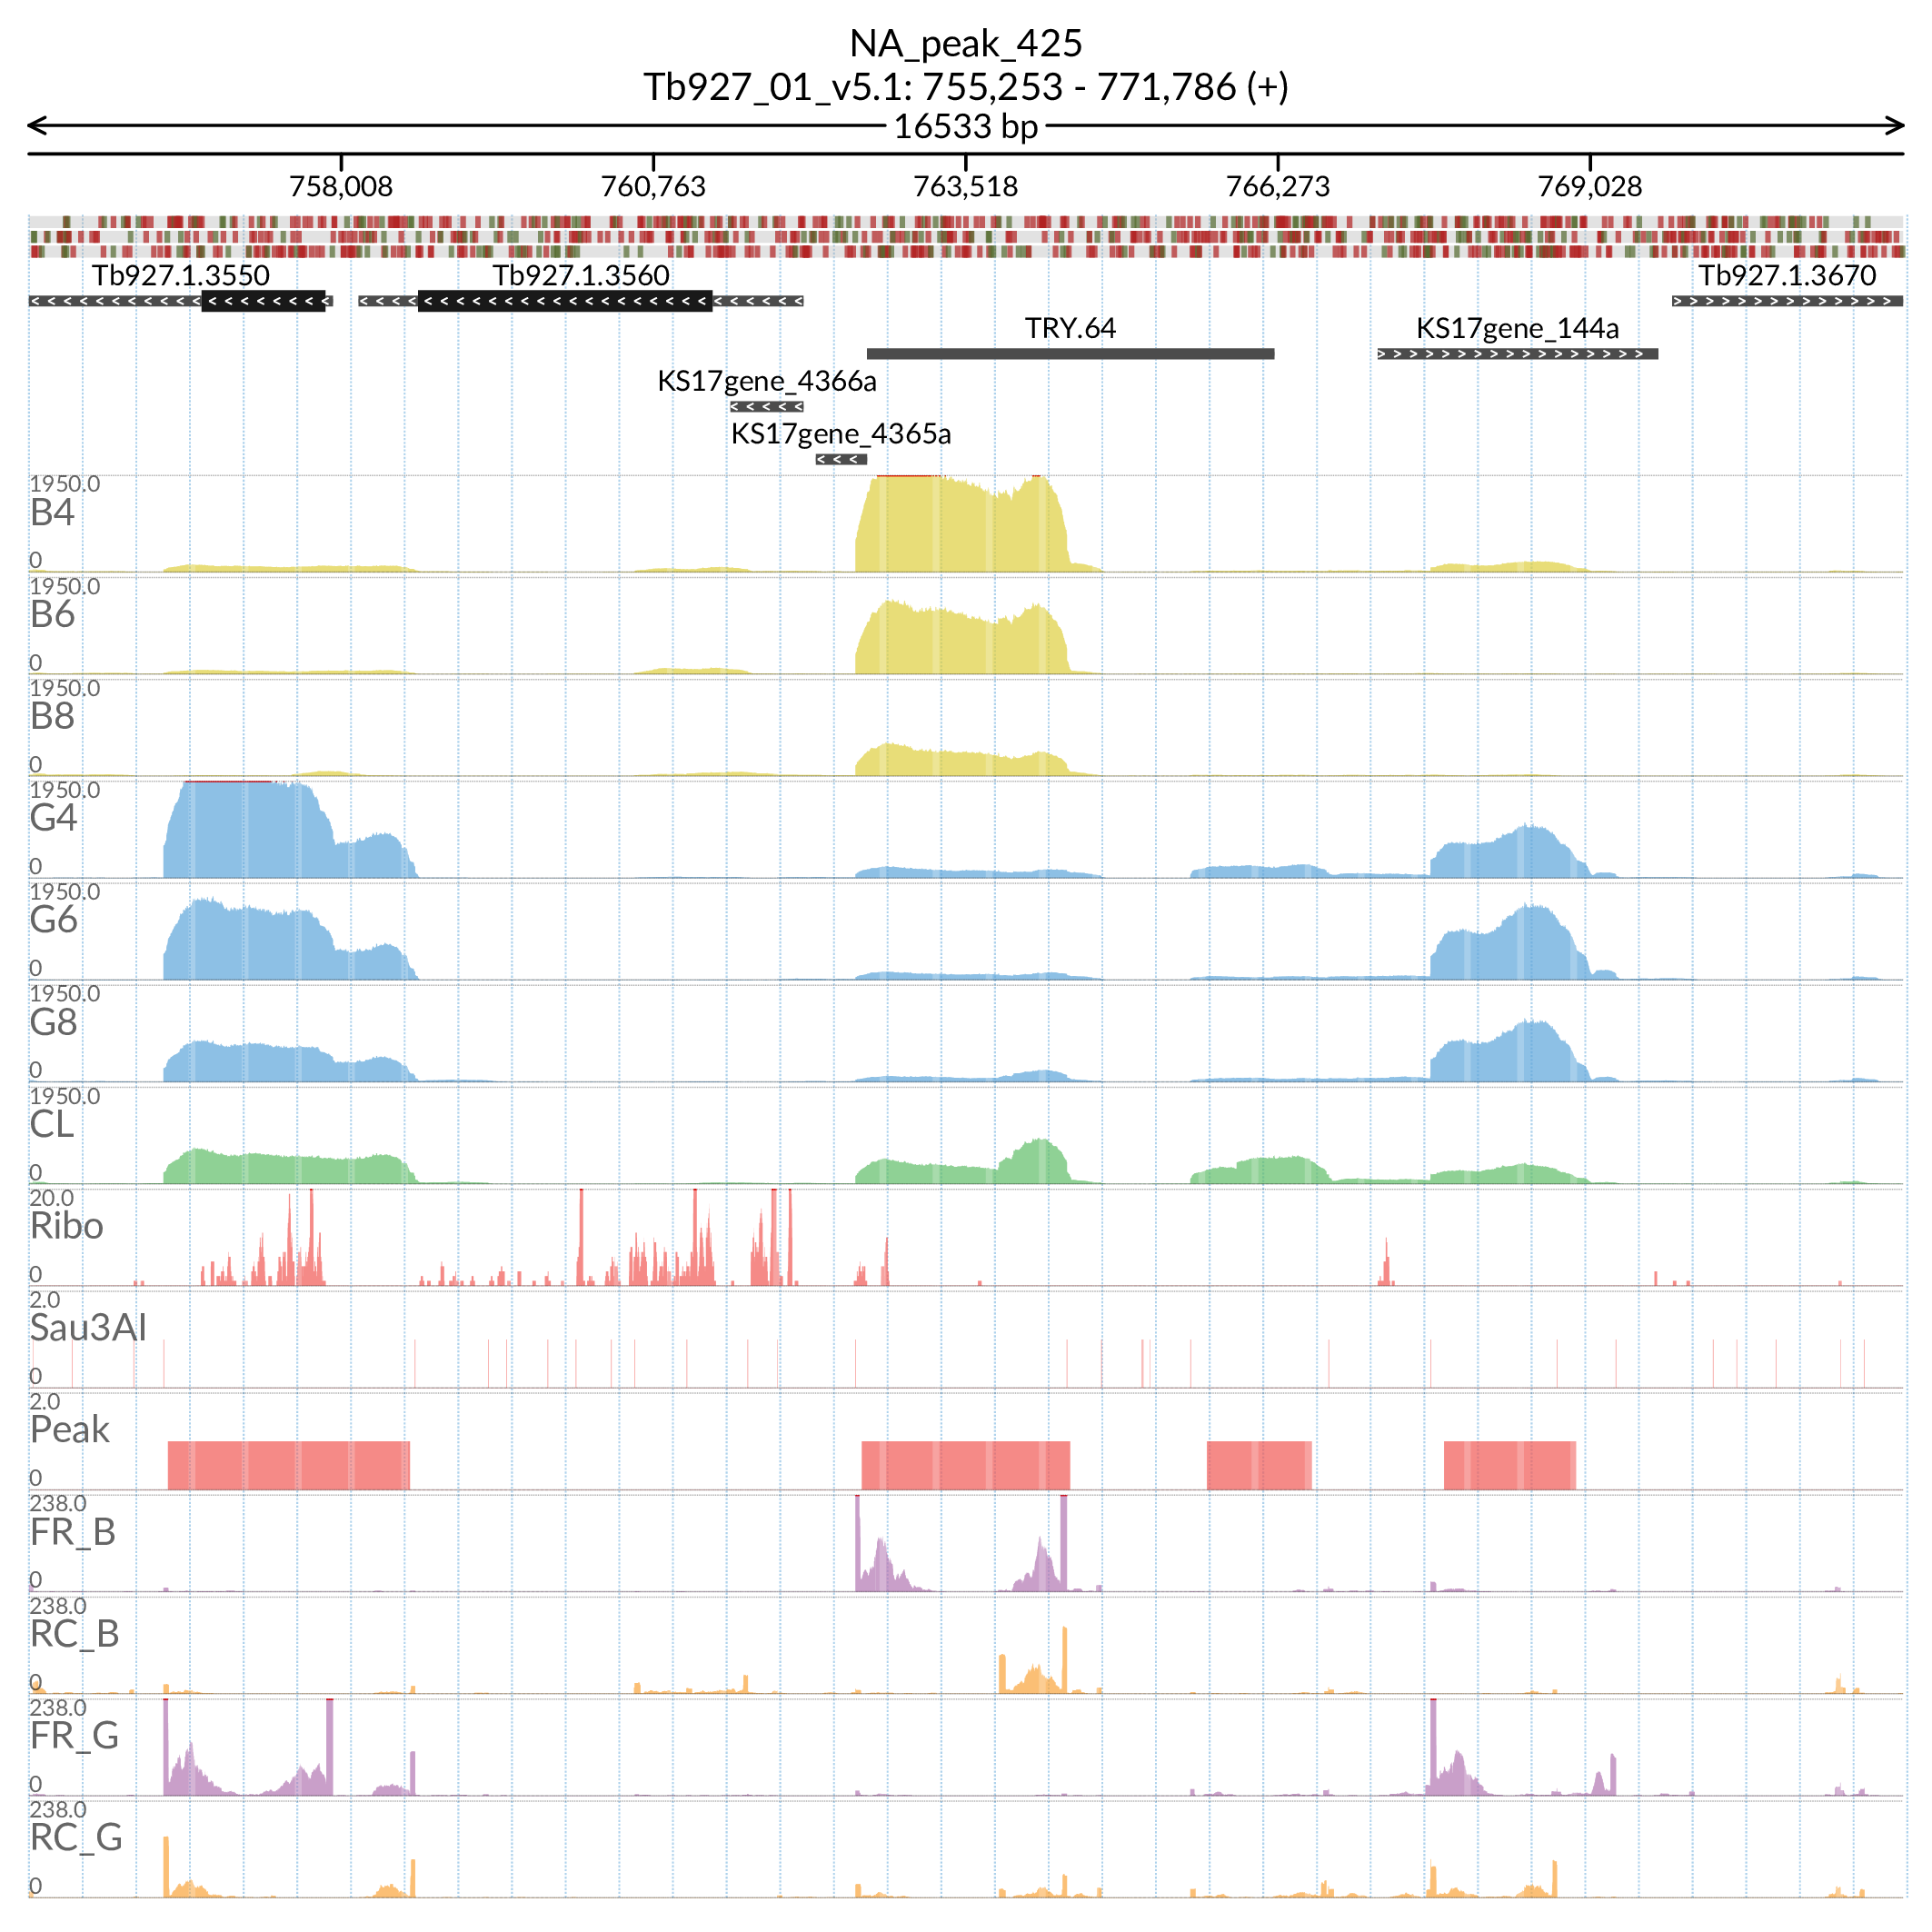 NA_peak_425
Tb927_01_v5.1: 755,253 - 771,786 (+)
16533 bp
758,008 760,763 763,518 766,273 769,028
Tb927.1.3550 Tb927.1.3560 Tb927.1.3670
TRY.64 KS17gene_144a
KS17gene_4366a
KS17gene_4365a
1950.0
B4
0
1950.0
B6
0
1950.0
B8
0
1950.0
G4
0
1950.0
G6
0
1950.0
G8
0
1950.0
CL
0
20.0
Ribo
0
2.0
Sau3AI
0
2.0
Peak
0
238.0
FR_B
0
238.0
RC_B
0
238.0
FR_G
0
238.0
RC_G
0